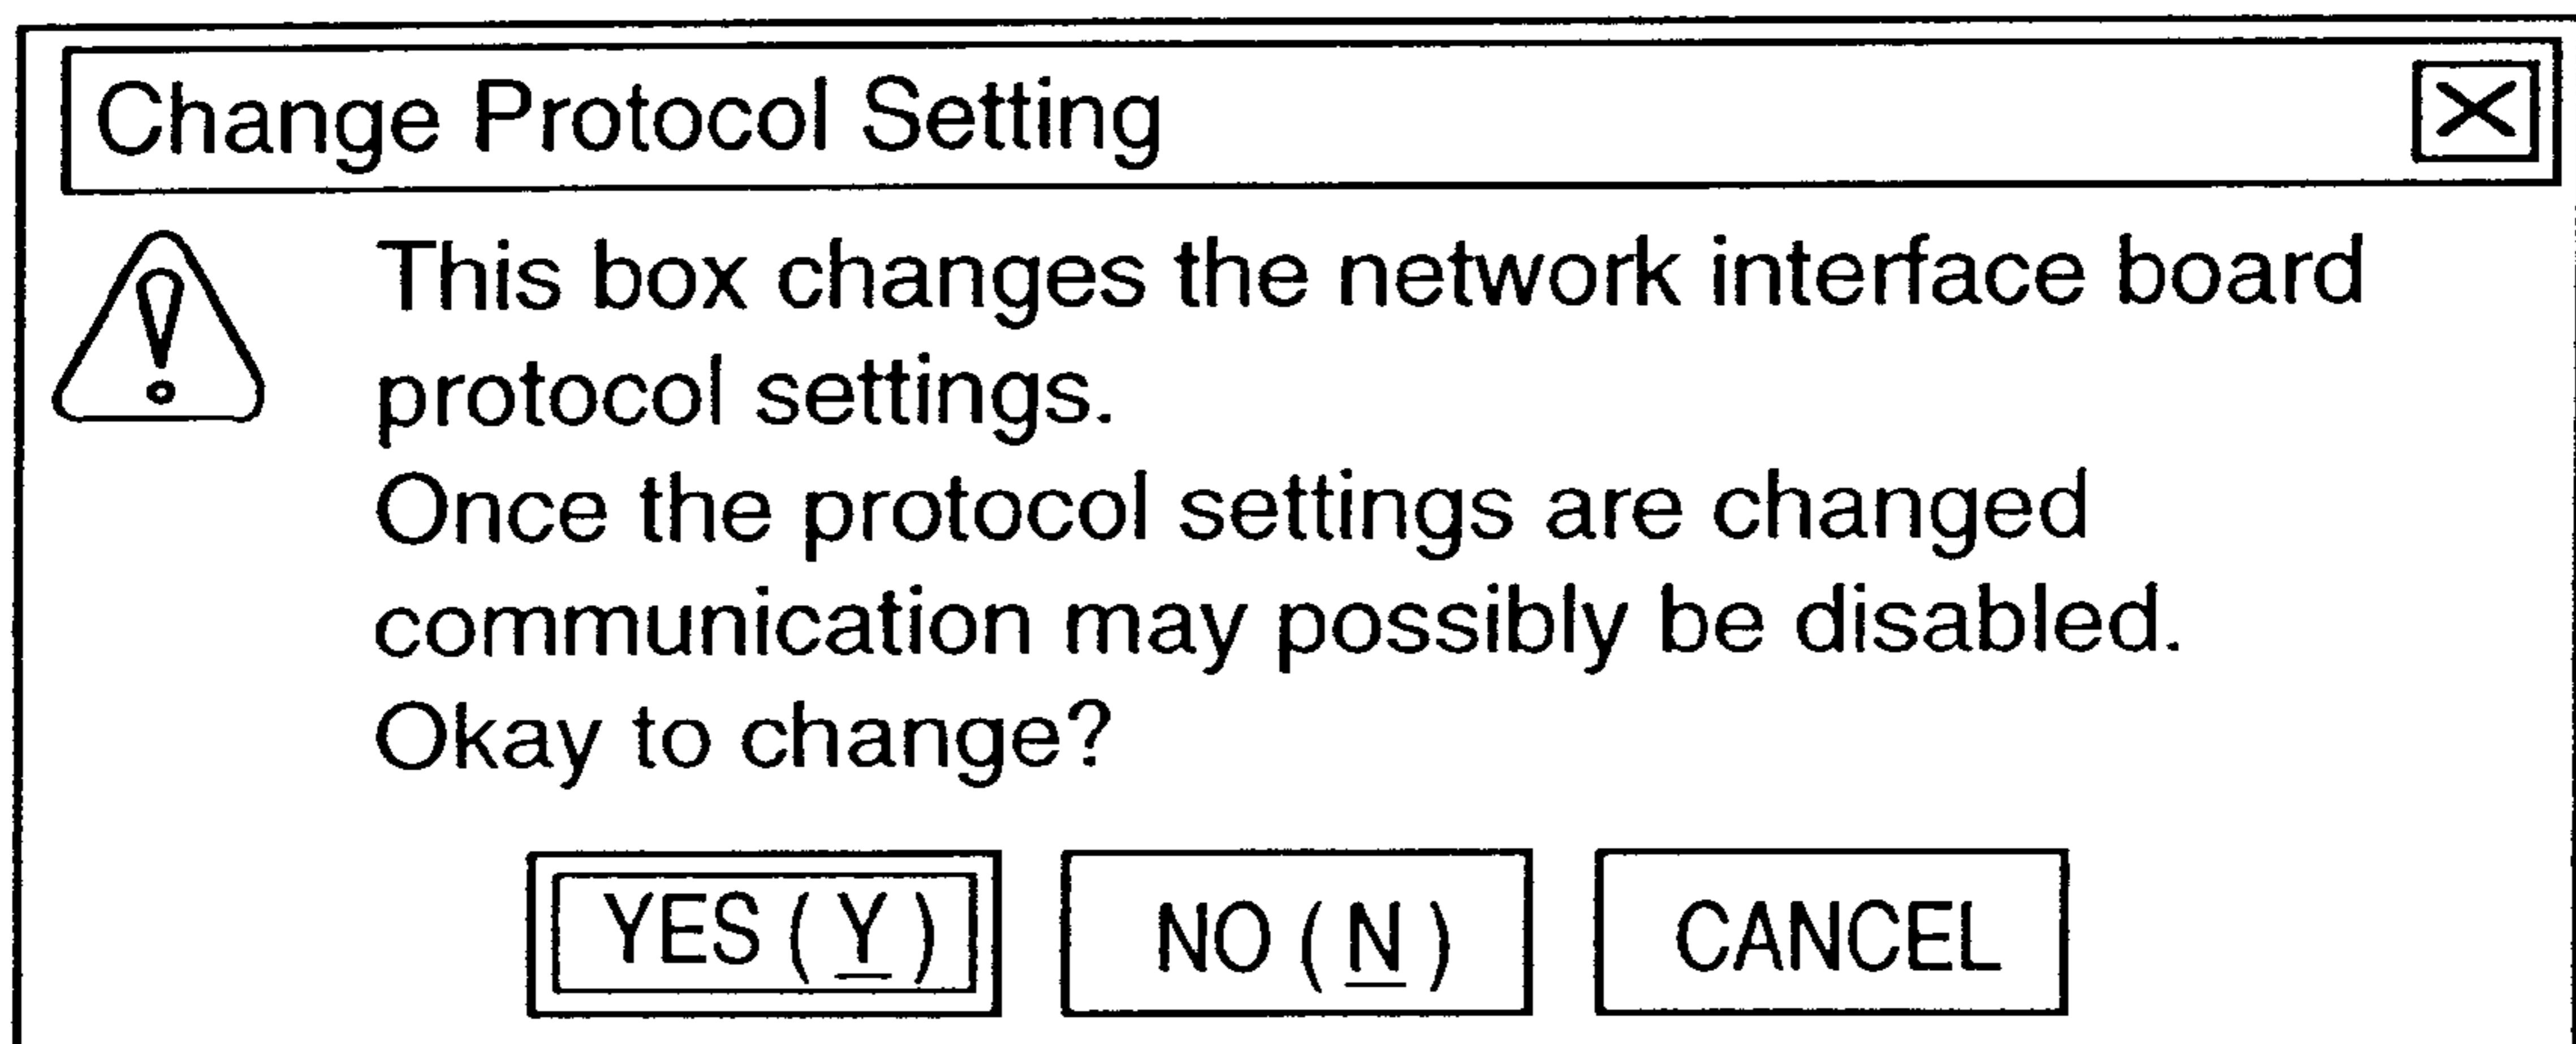 Change Protocol Setting
This box changes the network interface board
protocol settings.
Once the protocol settings are changed
communication may possibly be disabled.
Okay to change?
YES (Y) NO (N) CANCEL